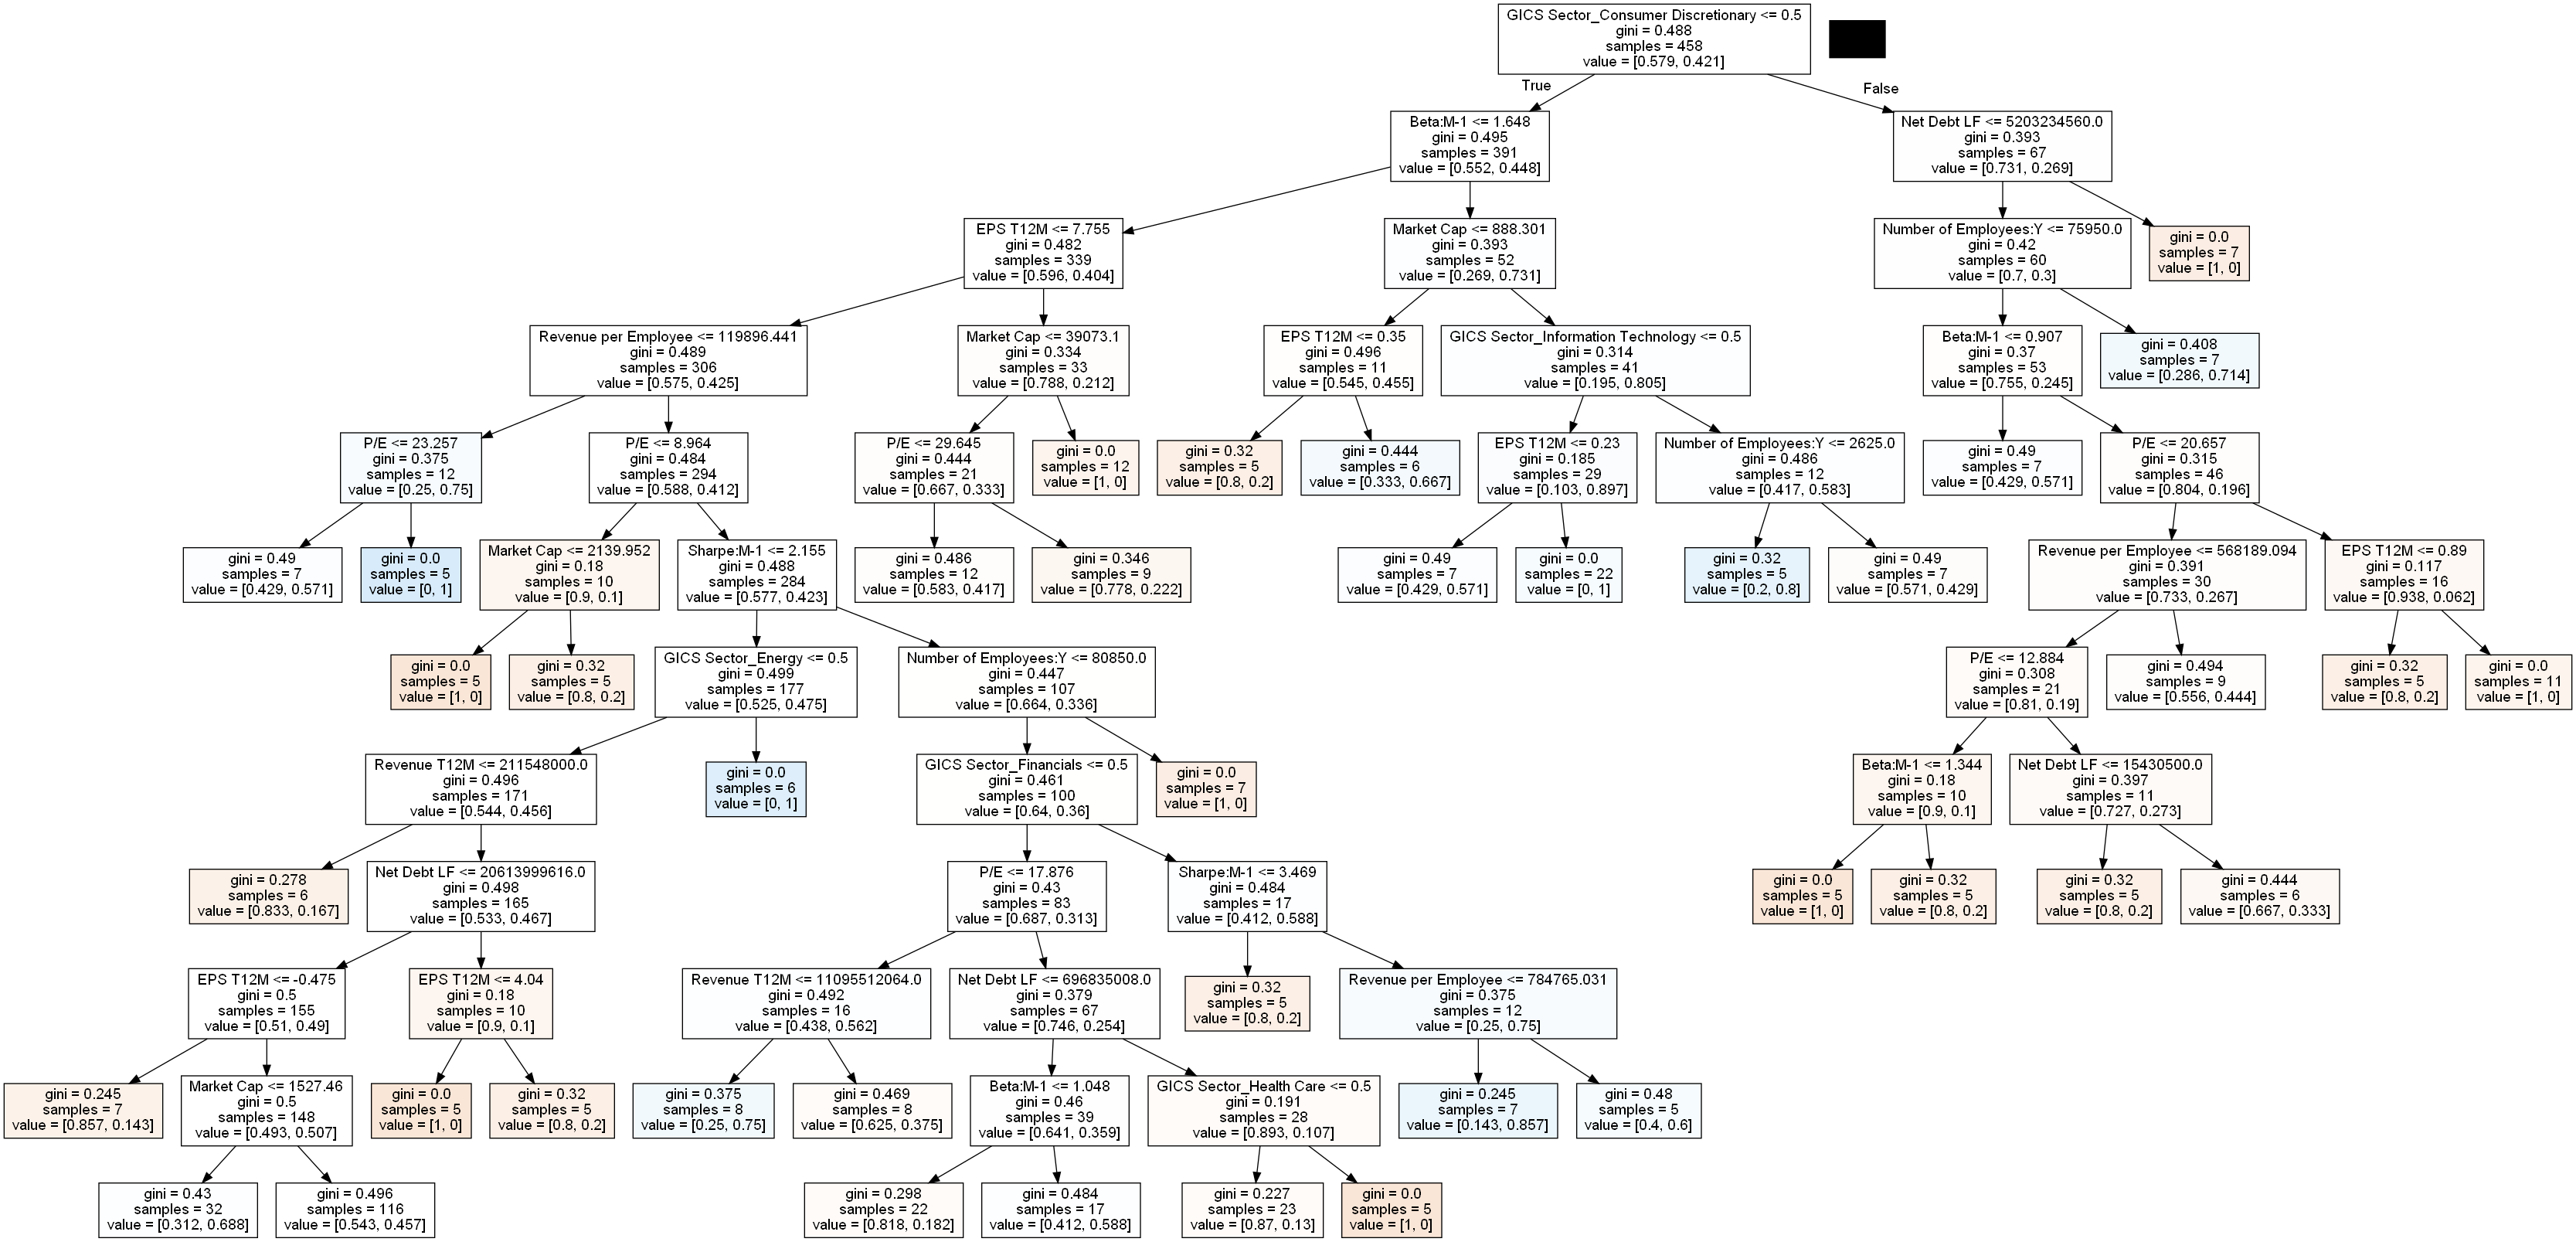 GICS Sector_Consumer Discretionary <= 0.5
gini = 0.488
samples = 458
value = [0.579, 0.421]
True
False
Beta:M-1 <= 1.648
gini = 0.495
samples = 391
value = [0.552, 0.448]
Net Debt LF <= 5203234560.0
gini = 0.393
samples = 67
value = [0.731, 0.269]
EPS T12M <= 7.755
gini = 0.482
samples = 339
value = [0.596, 0.404]
Market Cap <= 888.301
gini = 0.393
samples = 52
value = [0.269, 0.731]
Number of Employees:Y <= 75950.0
gini = 0.42
samples = 60
value = [0.7, 0.3]
gini = 0.0
samples = 7
value = [1, 0]
Revenue per Employee <= 119896.441
gini = 0.489
samples = 306
value = [0.575, 0.425]
Market Cap <= 39073.1
gini = 0.334
samples = 33
value = [0.788, 0.212]
EPS T12M <= 0.35
gini = 0.496
samples = 11
value = [0.545, 0.455]
GICS Sector_Information Technology <= 0.5
gini = 0.314
samples = 41
value = [0.195, 0.805]
Beta:M-1 <= 0.907
gini = 0.37
samples = 53
value = [0.755, 0.245]
gini = 0.408
samples = 7
value = [0.286, 0.714]
P/E <= 23.257
gini = 0.375
samples = 12
value = [0.25, 0.75]
P/E <= 8.964
gini = 0.484
samples = 294
value = [0.588, 0.412]
P/E <= 29.645
gini = 0.444
samples = 21
value = [0.667, 0.333]
gini = 0.0
samples = 12
value = [1, 0]
gini = 0.32
samples = 5
value = [0.8, 0.2]
gini = 0.444
samples = 6
value = [0.333, 0.667]
EPS T12M <= 0.23
gini = 0.185
samples = 29
value = [0.103, 0.897]
Number of Employees:Y <= 2625.0
gini = 0.486
samples = 12
value = [0.417, 0.583]
gini = 0.49
samples = 7
value = [0.429, 0.571]
P/E <= 20.657
gini = 0.315
samples = 46
value = [0.804, 0.196]
gini = 0.49
samples = 7
value = [0.429, 0.571]
gini = 0.0
samples = 5
value = [0, 1]
Market Cap <= 2139.952
gini = 0.18
samples = 10
value = [0.9, 0.1]
Sharpe:M-1 <= 2.155
gini = 0.488
samples = 284
value = [0.577, 0.423]
gini = 0.486
samples = 12
value = [0.583, 0.417]
gini = 0.346
samples = 9
value = [0.778, 0.222]
gini = 0.49
samples = 7
value = [0.429, 0.571]
gini = 0.0
samples = 22
value = [0, 1]
gini = 0.32
samples = 5
value = [0.2, 0.8]
gini = 0.49
samples = 7
value = [0.571, 0.429]
Revenue per Employee <= 568189.094
gini = 0.391
samples = 30
value = [0.733, 0.267]
EPS T12M <= 0.89
gini = 0.117
samples = 16
value = [0.938, 0.062]
gini = 0.0
samples = 5
value = [1, 0]
gini = 0.32
samples = 5
value = [0.8, 0.2]
GICS Sector_Energy <= 0.5
gini = 0.499
samples = 177
value = [0.525, 0.475]
Number of Employees:Y <= 80850.0
gini = 0.447
samples = 107
value = [0.664, 0.336]
P/E <= 12.884
gini = 0.308
samples = 21
value = [0.81, 0.19]
gini = 0.494
samples = 9
value = [0.556, 0.444]
gini = 0.32
samples = 5
value = [0.8, 0.2]
gini = 0.0
samples = 11
value = [1, 0]
Revenue T12M <= 211548000.0
gini = 0.496
samples = 171
value = [0.544, 0.456]
gini = 0.0
samples = 6
value = [0, 1]
GICS Sector_Financials <= 0.5
gini = 0.461
samples = 100
value = [0.64, 0.36]
gini = 0.0
samples = 7
value = [1, 0]
Beta:M-1 <= 1.344
gini = 0.18
samples = 10
value = [0.9, 0.1]
Net Debt LF <= 15430500.0
gini = 0.397
samples = 11
value = [0.727, 0.273]
gini = 0.278
samples = 6
value = [0.833, 0.167]
Net Debt LF <= 20613999616.0
gini = 0.498
samples = 165
value = [0.533, 0.467]
P/E <= 17.876
gini = 0.43
samples = 83
value = [0.687, 0.313]
Sharpe:M-1 <= 3.469
gini = 0.484
samples = 17
value = [0.412, 0.588]
gini = 0.0
samples = 5
value = [1, 0]
gini = 0.32
samples = 5
value = [0.8, 0.2]
gini = 0.32
samples = 5
value = [0.8, 0.2]
gini = 0.444
samples = 6
value = [0.667, 0.333]
EPS T12M <= -0.475
gini = 0.5
samples = 155
value = [0.51, 0.49]
EPS T12M <= 4.04
gini = 0.18
samples = 10
value = [0.9, 0.1]
Revenue T12M <= 11095512064.0
gini = 0.492
samples = 16
value = [0.438, 0.562]
Net Debt LF <= 696835008.0
gini = 0.379
samples = 67
value = [0.746, 0.254]
gini = 0.32
samples = 5
value = [0.8, 0.2]
Revenue per Employee <= 784765.031
gini = 0.375
samples = 12
value = [0.25, 0.75]
gini = 0.245
samples = 7
value = [0.857, 0.143]
Market Cap <= 1527.46
gini = 0.5
samples = 148
value = [0.493, 0.507]
gini = 0.0
samples = 5
value = [1, 0]
gini = 0.32
samples = 5
value = [0.8, 0.2]
gini = 0.375
samples = 8
value = [0.25, 0.75]
gini = 0.469
samples = 8
value = [0.625, 0.375]
Beta:M-1 <= 1.048
gini = 0.46
samples = 39
value = [0.641, 0.359]
GICS Sector_Health Care <= 0.5
gini = 0.191
samples = 28
value = [0.893, 0.107]
gini = 0.245
samples = 7
value = [0.143, 0.857]
gini = 0.48
samples = 5
value = [0.4, 0.6]
gini = 0.43
samples = 32
value = [0.312, 0.688]
gini = 0.496
samples = 116
value = [0.543, 0.457]
gini = 0.298
samples = 22
value = [0.818, 0.182]
gini = 0.484
samples = 17
value = [0.412, 0.588]
gini = 0.227
samples = 23
value = [0.87, 0.13]
gini = 0.0
samples = 5
value = [1, 0]